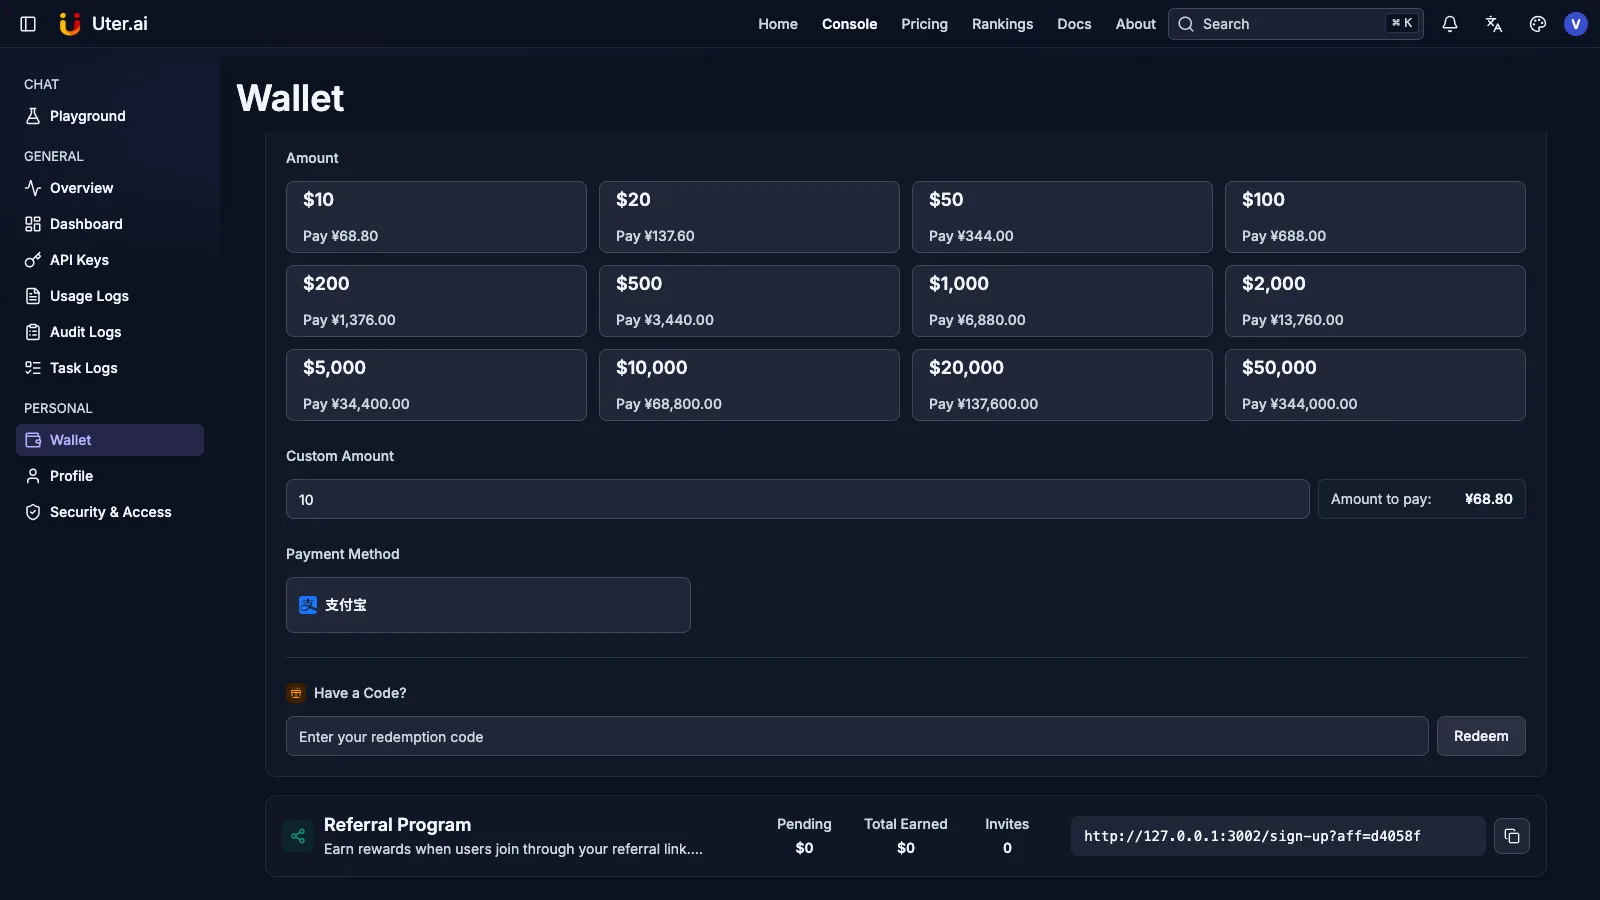 Uter.ai
Home Console Pricing Rankings Docs About
Search ⌘ K
V
CHAT
Playground
GENERAL
Overview
Dashboard
API Keys
Usage Logs
Audit Logs
Task Logs
PERSONAL
Wallet
Profile
Security & Access
Wallet
Amount
$10 $20 $50 $100
Pay ¥68.80 Pay ¥137.60 Pay ¥344.00 Pay ¥688.00
$200 $500 $1,000 $2,000
Pay ¥1,376.00 Pay ¥3,440.00 Pay ¥6,880.00 Pay ¥13,760.00
$5,000 $10,000 $20,000 $50,000
Pay ¥34,400.00 Pay ¥68,800.00 Pay ¥137,600.00 Pay ¥344,000.00
Custom Amount
10 Amount to pay: ¥68.80
Payment Method
支付宝
Have a Code?
Enter your redemption code Redeem
Referral Program
Earn rewards when users join through your referral link....
Pending Total Earned Invites
$0 $0 0
http://127.0.0.1:3002/sign-up?aff=d4058f